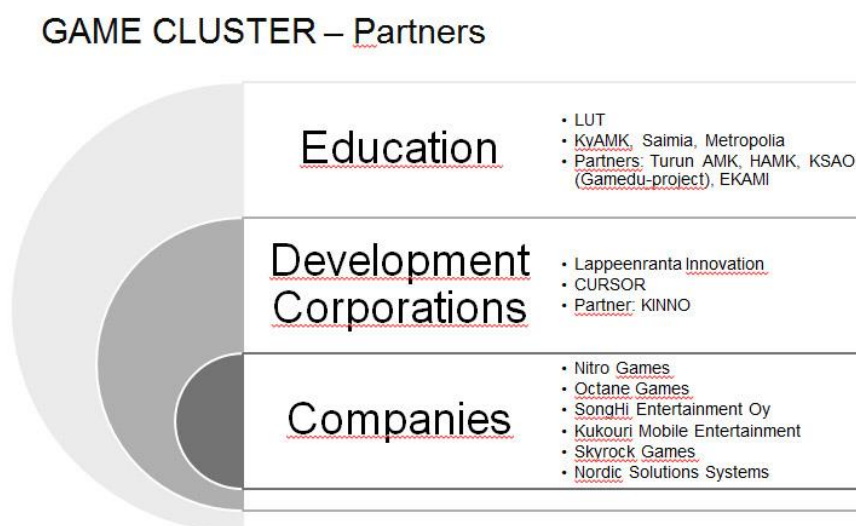 GAME CLUSTER – Partners
Education
• LUT
• KyAMK, Saimia, Metropolia
• Partners: Turun AMK, HAMK, KSAO
(Gamedu-project), EKAMI
Development
Corporations
• Lappeenranta Innovation
• CURSOR
• Partner: KINNO
Companies
• Nitro Games
• Octane Games
• SongHi Entertainment Oy
• Kukouri Mobile Entertainment
• Skyrock Games
• Nordic Solutions Systems